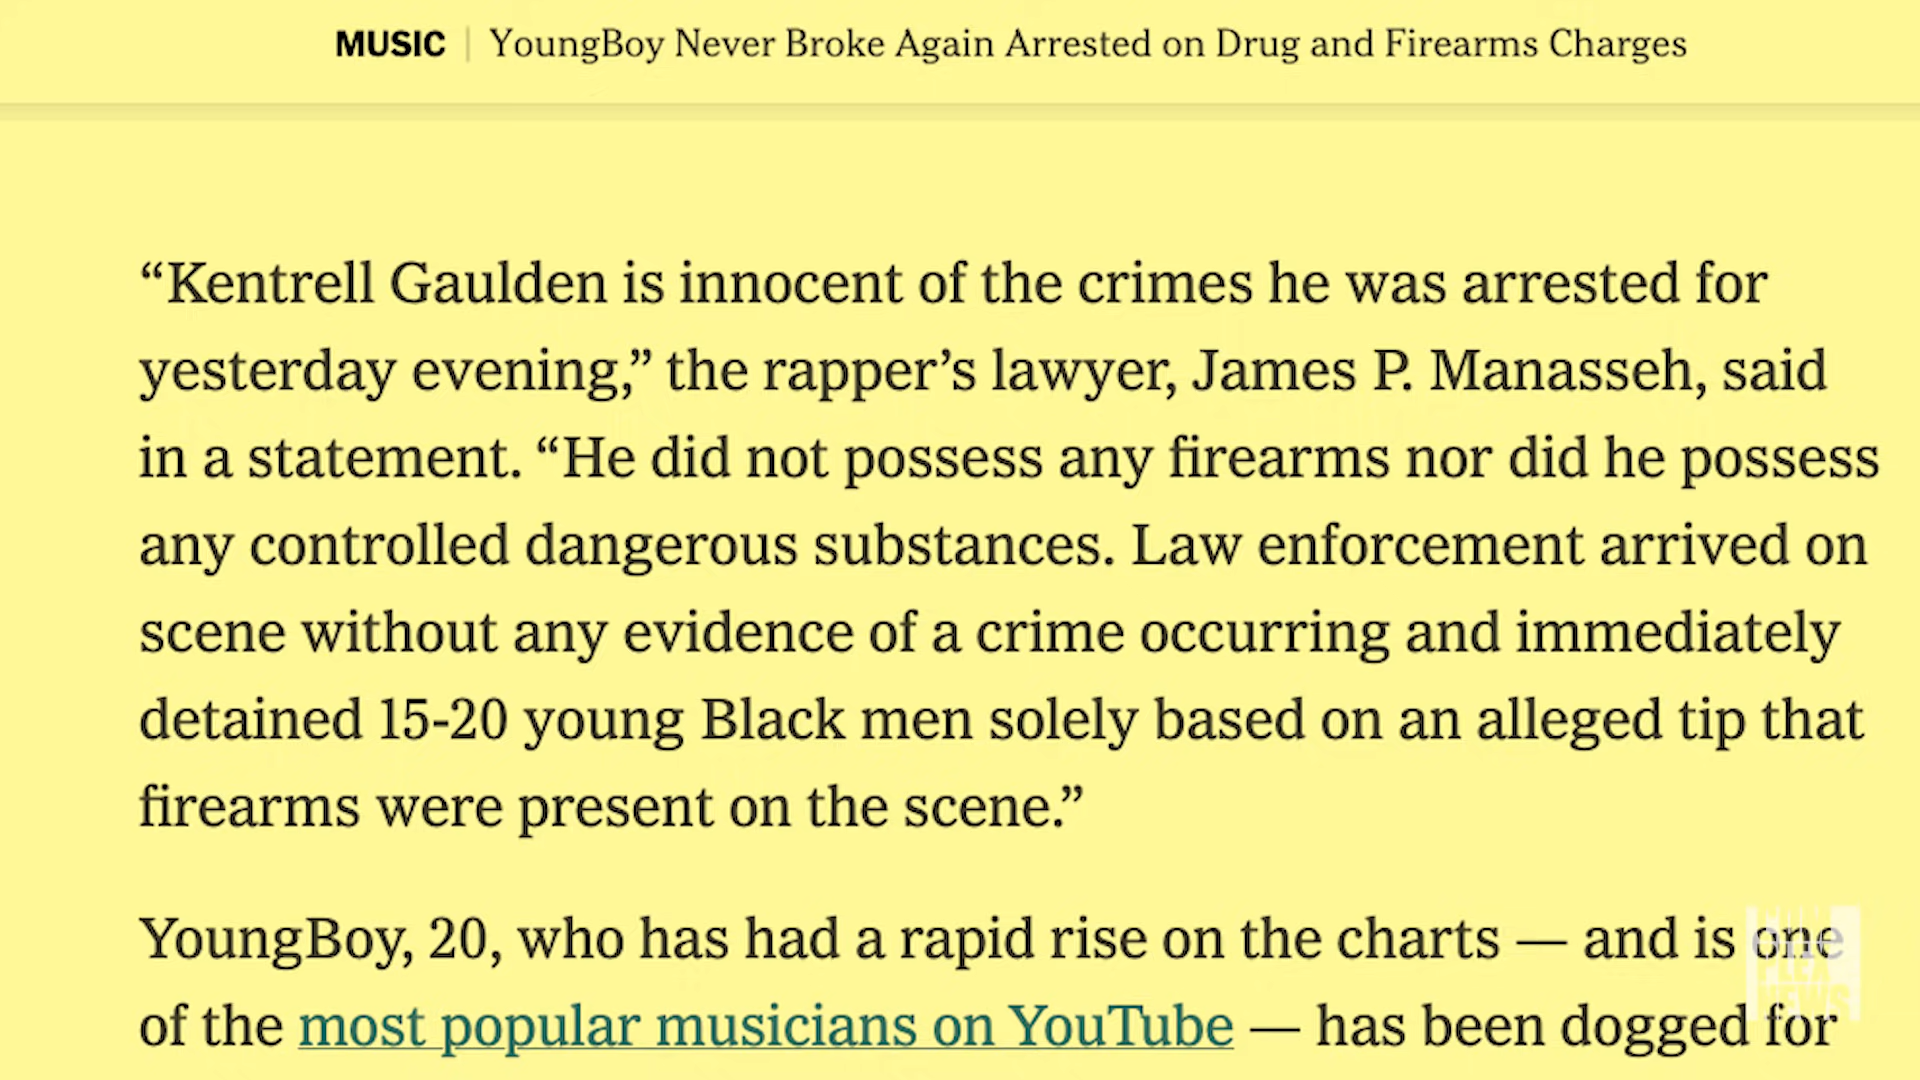 MUSIC | YoungBoy Never Broke Again Arrested on Drug and Firearms Charges
“Kentrell Gaulden is innocent of the crimes he was arrested for
yesterday evening,” the rapper’s lawyer, James P. Manasseh, said
in a statement. “He did not possess any firearms nor did he possess
any controlled dangerous substances. Law enforcement arrived on
scene without any evidence of a crime occurring and immediately
detained 15-20 young Black men solely based on an alleged tip that
firearms were present on the scene.”
YoungBoy, 20, who has had a rapid rise on the charts — and is one
of the most popular musicians on YouTube — has been dogged for
COM
PLEX
NEWS